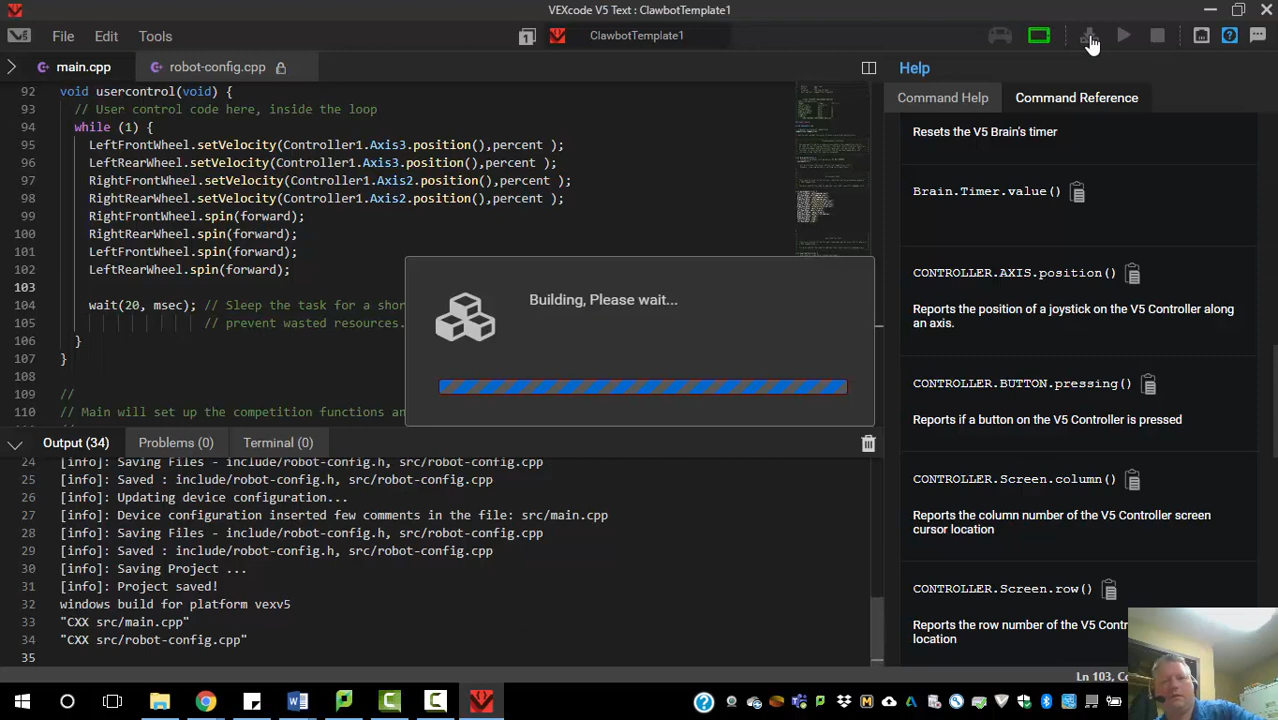 VEXcode V5 Text : ClawbotTemplate1
V5 File Edit Tools
1 ClawbotTemplate1
main.cpp robot-config.cpp
92 void usercontrol(void) {
93 // User control code here, inside the loop
94 while (1) {
95 LeftFrontWheel.setVelocity(Controller1.Axis3.position(),percent );
96 LeftRearWheel.setVelocity(Controller1.Axis3.position(),percent );
97 RightFrontWheel.setVelocity(Controller1.Axis2.position(),percent );
98 RightRearWheel.setVelocity(Controller1.Axis2.position(),percent );
99 RightFrontWheel.spin(forward);
100 RightRearWheel.spin(forward);
101 LeftFrontWheel.spin(forward);
102 LeftRearWheel.spin(forward);
103
104 wait(20, msec); // Sleep the task for a shor
105 // prevent wasted resources.
106 }
107 }
108
109 //
110 // Main will set up the competition functions an
Building, Please wait...
Output (34) Problems (0) Terminal (0)
24 [info]: Saving Files - include/robot-config.h, src/robot-config.cpp
25 [info]: Saved : include/robot-config.h, src/robot-config.cpp
26 [info]: Updating device configuration...
27 [info]: Device configuration inserted few comments in the file: src/main.cpp
28 [info]: Saving Files - include/robot-config.h, src/robot-config.cpp
29 [info]: Saved : include/robot-config.h, src/robot-config.cpp
30 [info]: Saving Project ...
31 [info]: Project saved!
32 windows build for platform vexv5
33 "CXX src/main.cpp"
34 "CXX src/robot-config.cpp"
35
Help
Command Help Command Reference
Resets the V5 Brain's timer
Brain.Timer.value()
CONTROLLER.AXIS.position()
Reports the position of a joystick on the V5 Controller along
an axis.
CONTROLLER.BUTTON.pressing()
Reports if a button on the V5 Controller is pressed
CONTROLLER.Screen.column()
Reports the column number of the V5 Controller screen
cursor location
CONTROLLER.Screen.row()
Reports the row number of the V5
location
Ln 103, C